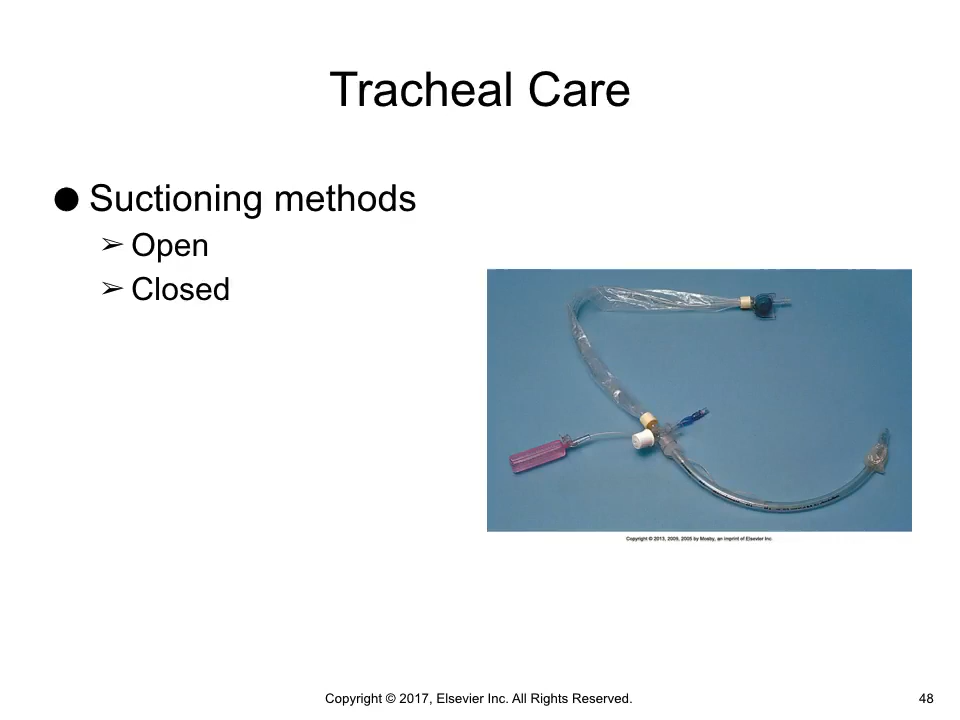 Tracheal Care
● Suctioning methods
➢ Open
➢ Closed
Copyright © 2013, 2009, 2005 by Mosby, an imprint of Elsevier Inc.
Copyright © 2017, Elsevier Inc. All Rights Reserved.
48